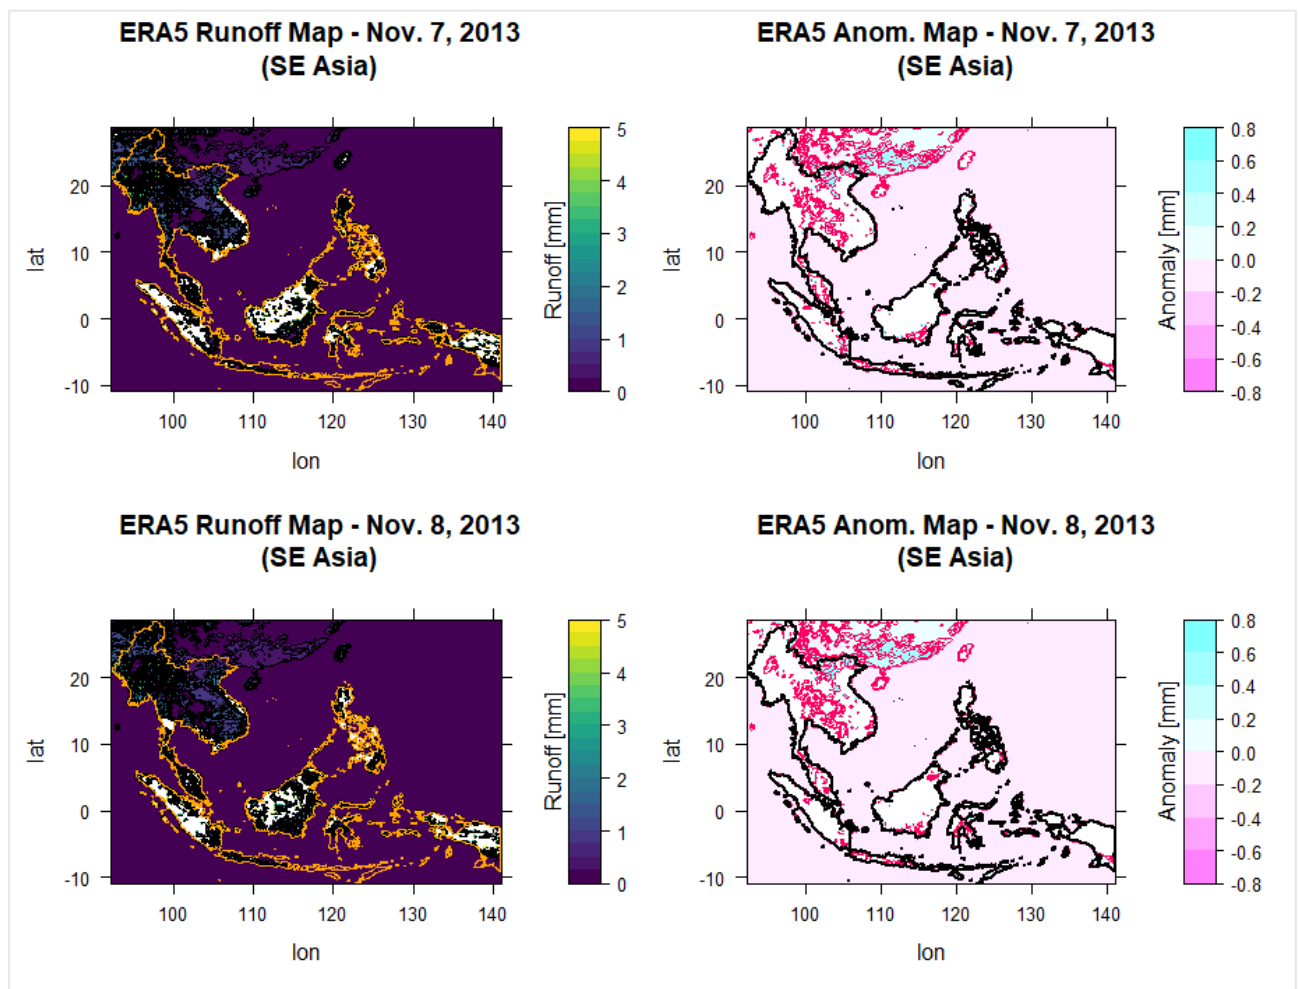 ERA5 Runoff Map - Nov. 7, 2013
(SE Asia)
lat
20
10
0
-10
100 110 120 130 140
lon
5
4
3
2
1
0
Runoff [mm]
ERA5 Anom. Map - Nov. 7, 2013
(SE Asia)
lat
20
10
0
-10
100 110 120 130 140
lon
0.8
0.6
0.4
0.2
0.0
-0.2
-0.4
-0.6
-0.8
Anomaly [mm]
ERA5 Runoff Map - Nov. 8, 2013
(SE Asia)
lat
20
10
0
-10
100 110 120 130 140
lon
5
4
3
2
1
0
Runoff [mm]
ERA5 Anom. Map - Nov. 8, 2013
(SE Asia)
lat
20
10
0
-10
100 110 120 130 140
lon
0.8
0.6
0.4
0.2
0.0
-0.2
-0.4
-0.6
-0.8
Anomaly [mm]